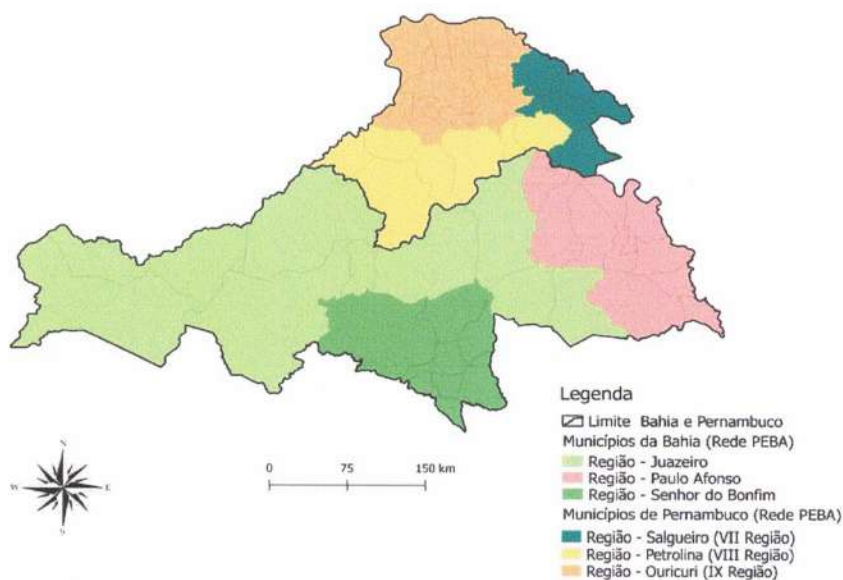 Legenda
Limite Bahia e Pernambuco
Municípios da Bahia (Rede PEBA)
Região - Juazeiro
Região - Paulo Afonso
Região - Senhor do Bonfim
Municípios de Pernambuco (Rede PEBA)
Região - Salgueiro (VII Região)
Região - Petrolina (VIII Região)
Região - Ouricuri (IX Região)
N
W E
S
0 75 150 km